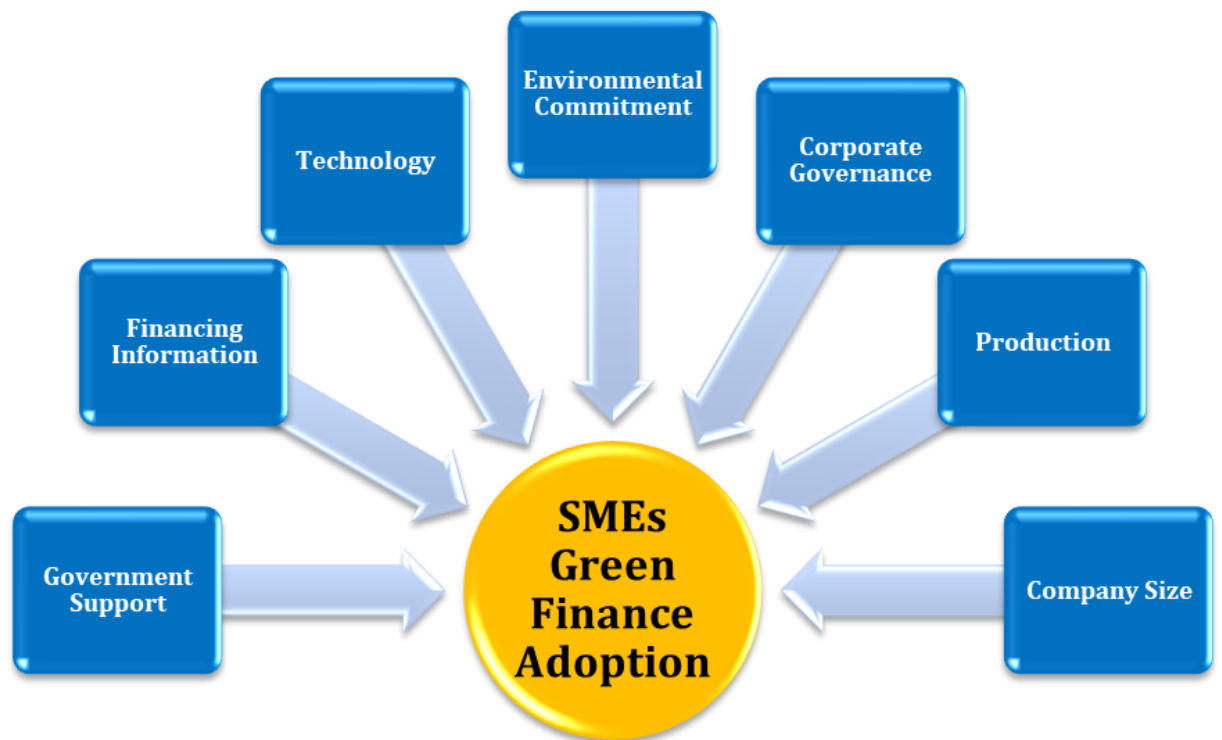 Environmental
Commitment
Technology
Corporate
Governance
Financing
Information
Production
Government
Support
SMEs
Green
Finance
Adoption
Company Size